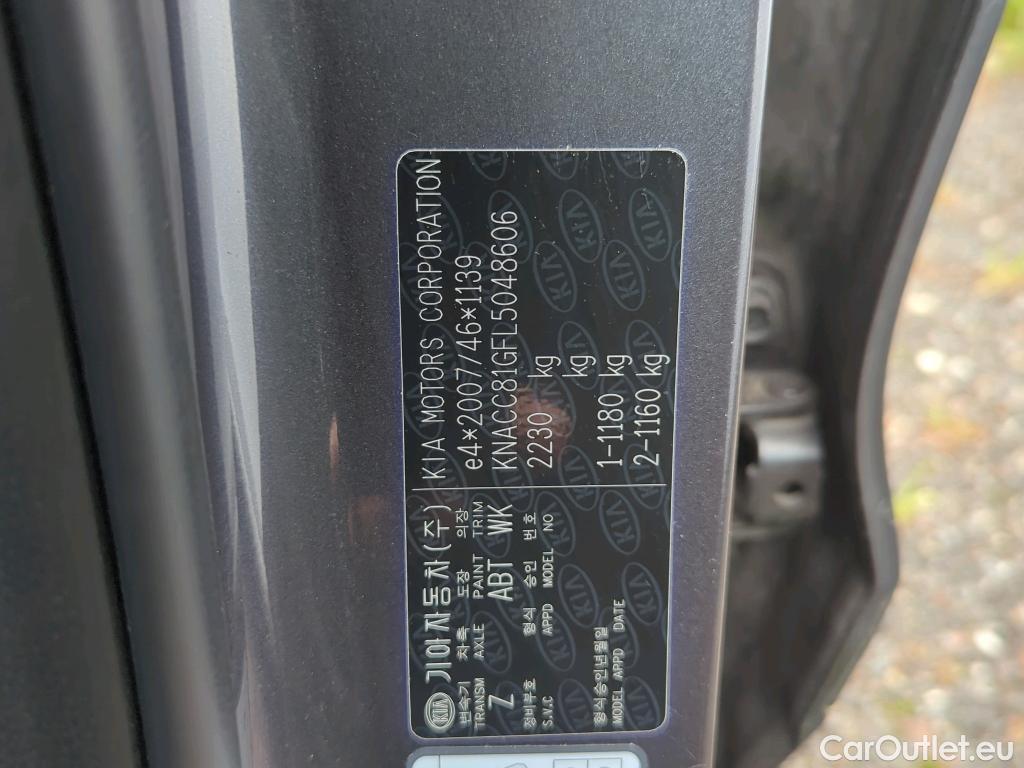 KIA 기아자동차(주) KIA MOTORS CORPORATION
변속기 차축 도장 의장
TRANSM AXLE PAINT TRIM
e4*2007/46*1139
Z ABT WK
KNACC81GFL5048606
정비부호 형식 승인 번호
S.V.C APPD MODEL NO
2230 kg
kg
형식승인년월일
MODEL APPD DATE
1-1180 kg
2-1160 kg
CarOutlet.eu